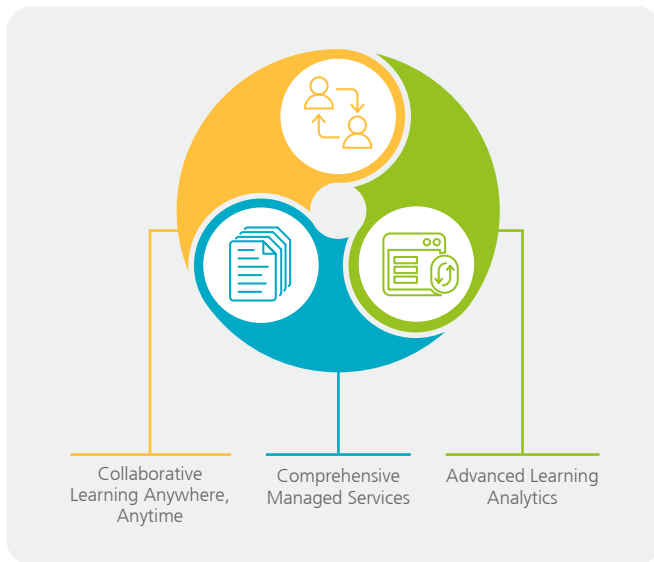 Collaborative
Learning Anywhere,
Anytime
Comprehensive
Managed Services
Advanced Learning
Analytics